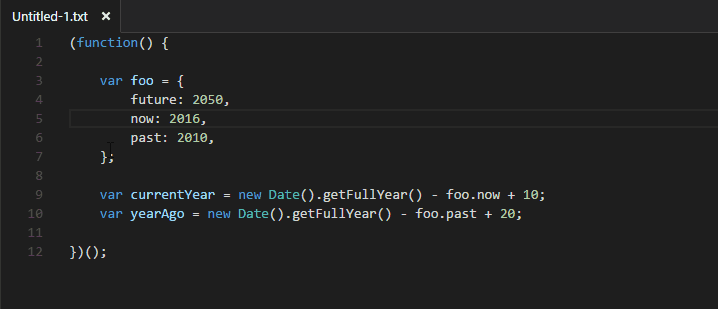 Untitled-1.txt ×
1 (function() {
2
3 var foo = {
4 future: 2050,
5 now: 2016,
6 past: 2010,
7 };
8
9 var currentYear = new Date().getFullYear() - foo.now + 10;
10 var yearAgo = new Date().getFullYear() - foo.past + 20;
11
12 })();